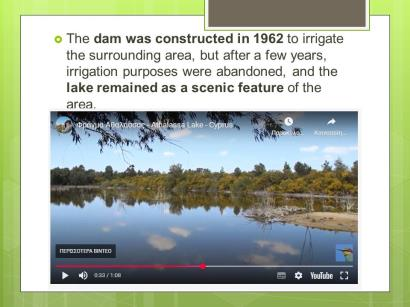 The dam was constructed in 1962 to irrigate
the surrounding area, but after a few years,
irrigation purposes were abandoned, and the
lake remained as a scenic feature of the
area.
Φράγμα Αθαλάσσας - Athalassa Lake - Cyprus
ΠΕΡΙΣΣΟΤΕΡΑ ΒΙΝΤΕΟ
0:33 / 1:08
YouTube